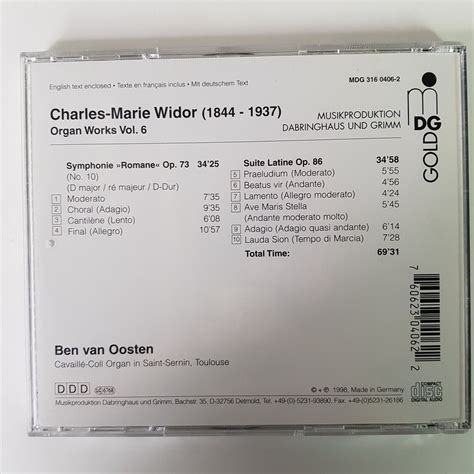 English text enclosed • Texte en français inclus • Mit deutschem Text
MDG 316 0406-2
Charles-Marie Widor (1844 - 1937)
Organ Works Vol. 6
MUSIKPRODUKTION
DABRINGHAUS UND GRIMM
DG
GOLD
Symphonie »Romane« Op. 73 34'25
(No. 10)
(D major / ré majeur / D-Dur)
1 Moderato 7'35
2 Choral (Adagio) 9'35
3 Cantilène (Lento) 6'08
4 Final (Allegro) 10'57
Suite Latine Op. 86 34'58
5 Praeludium (Moderato) 5'55
6 Beatus vir (Andante) 4'56
7 Lamento (Allegro moderato) 4'24
8 Ave Maris Stella 5'45
(Andante moderato molto)
9 Adagio (Adagio quasi andante) 6'14
10 Lauda Sion (Tempo di Marcia) 7'28
Total Time: 69'31
7 60623 04062 2
Ben van Oosten
Cavaillé-Coll Organ in Saint-Sernin, Toulouse
DDD LC 6768
℗ + © 1998, Made in Germany
COMPACT
disc
DIGITAL AUDIO
Musikproduktion Dabringhaus und Grimm, Bachstr. 35, D-32756 Detmold, Tel. +49-(0)5231-93890, Fax +49-(0)5231-26186